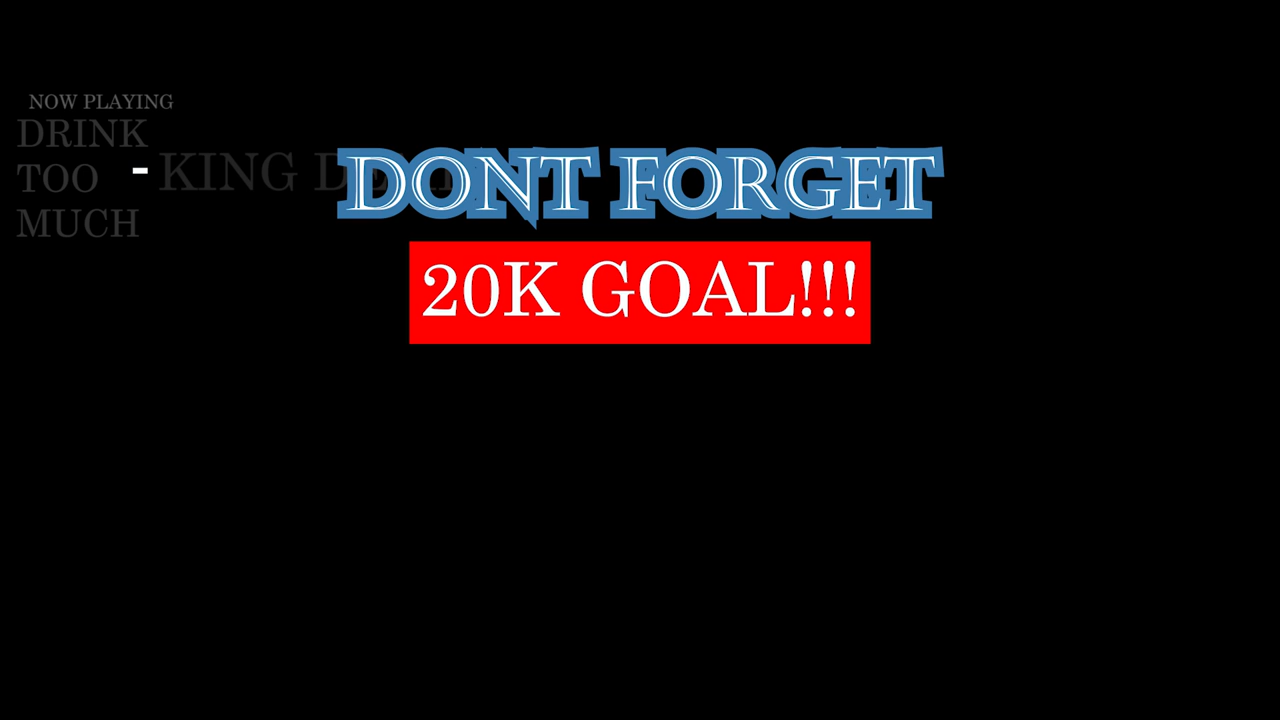 NOW PLAYING
DRINK
TOO
MUCH
- KING
DONT FORGET
20K GOAL!!!